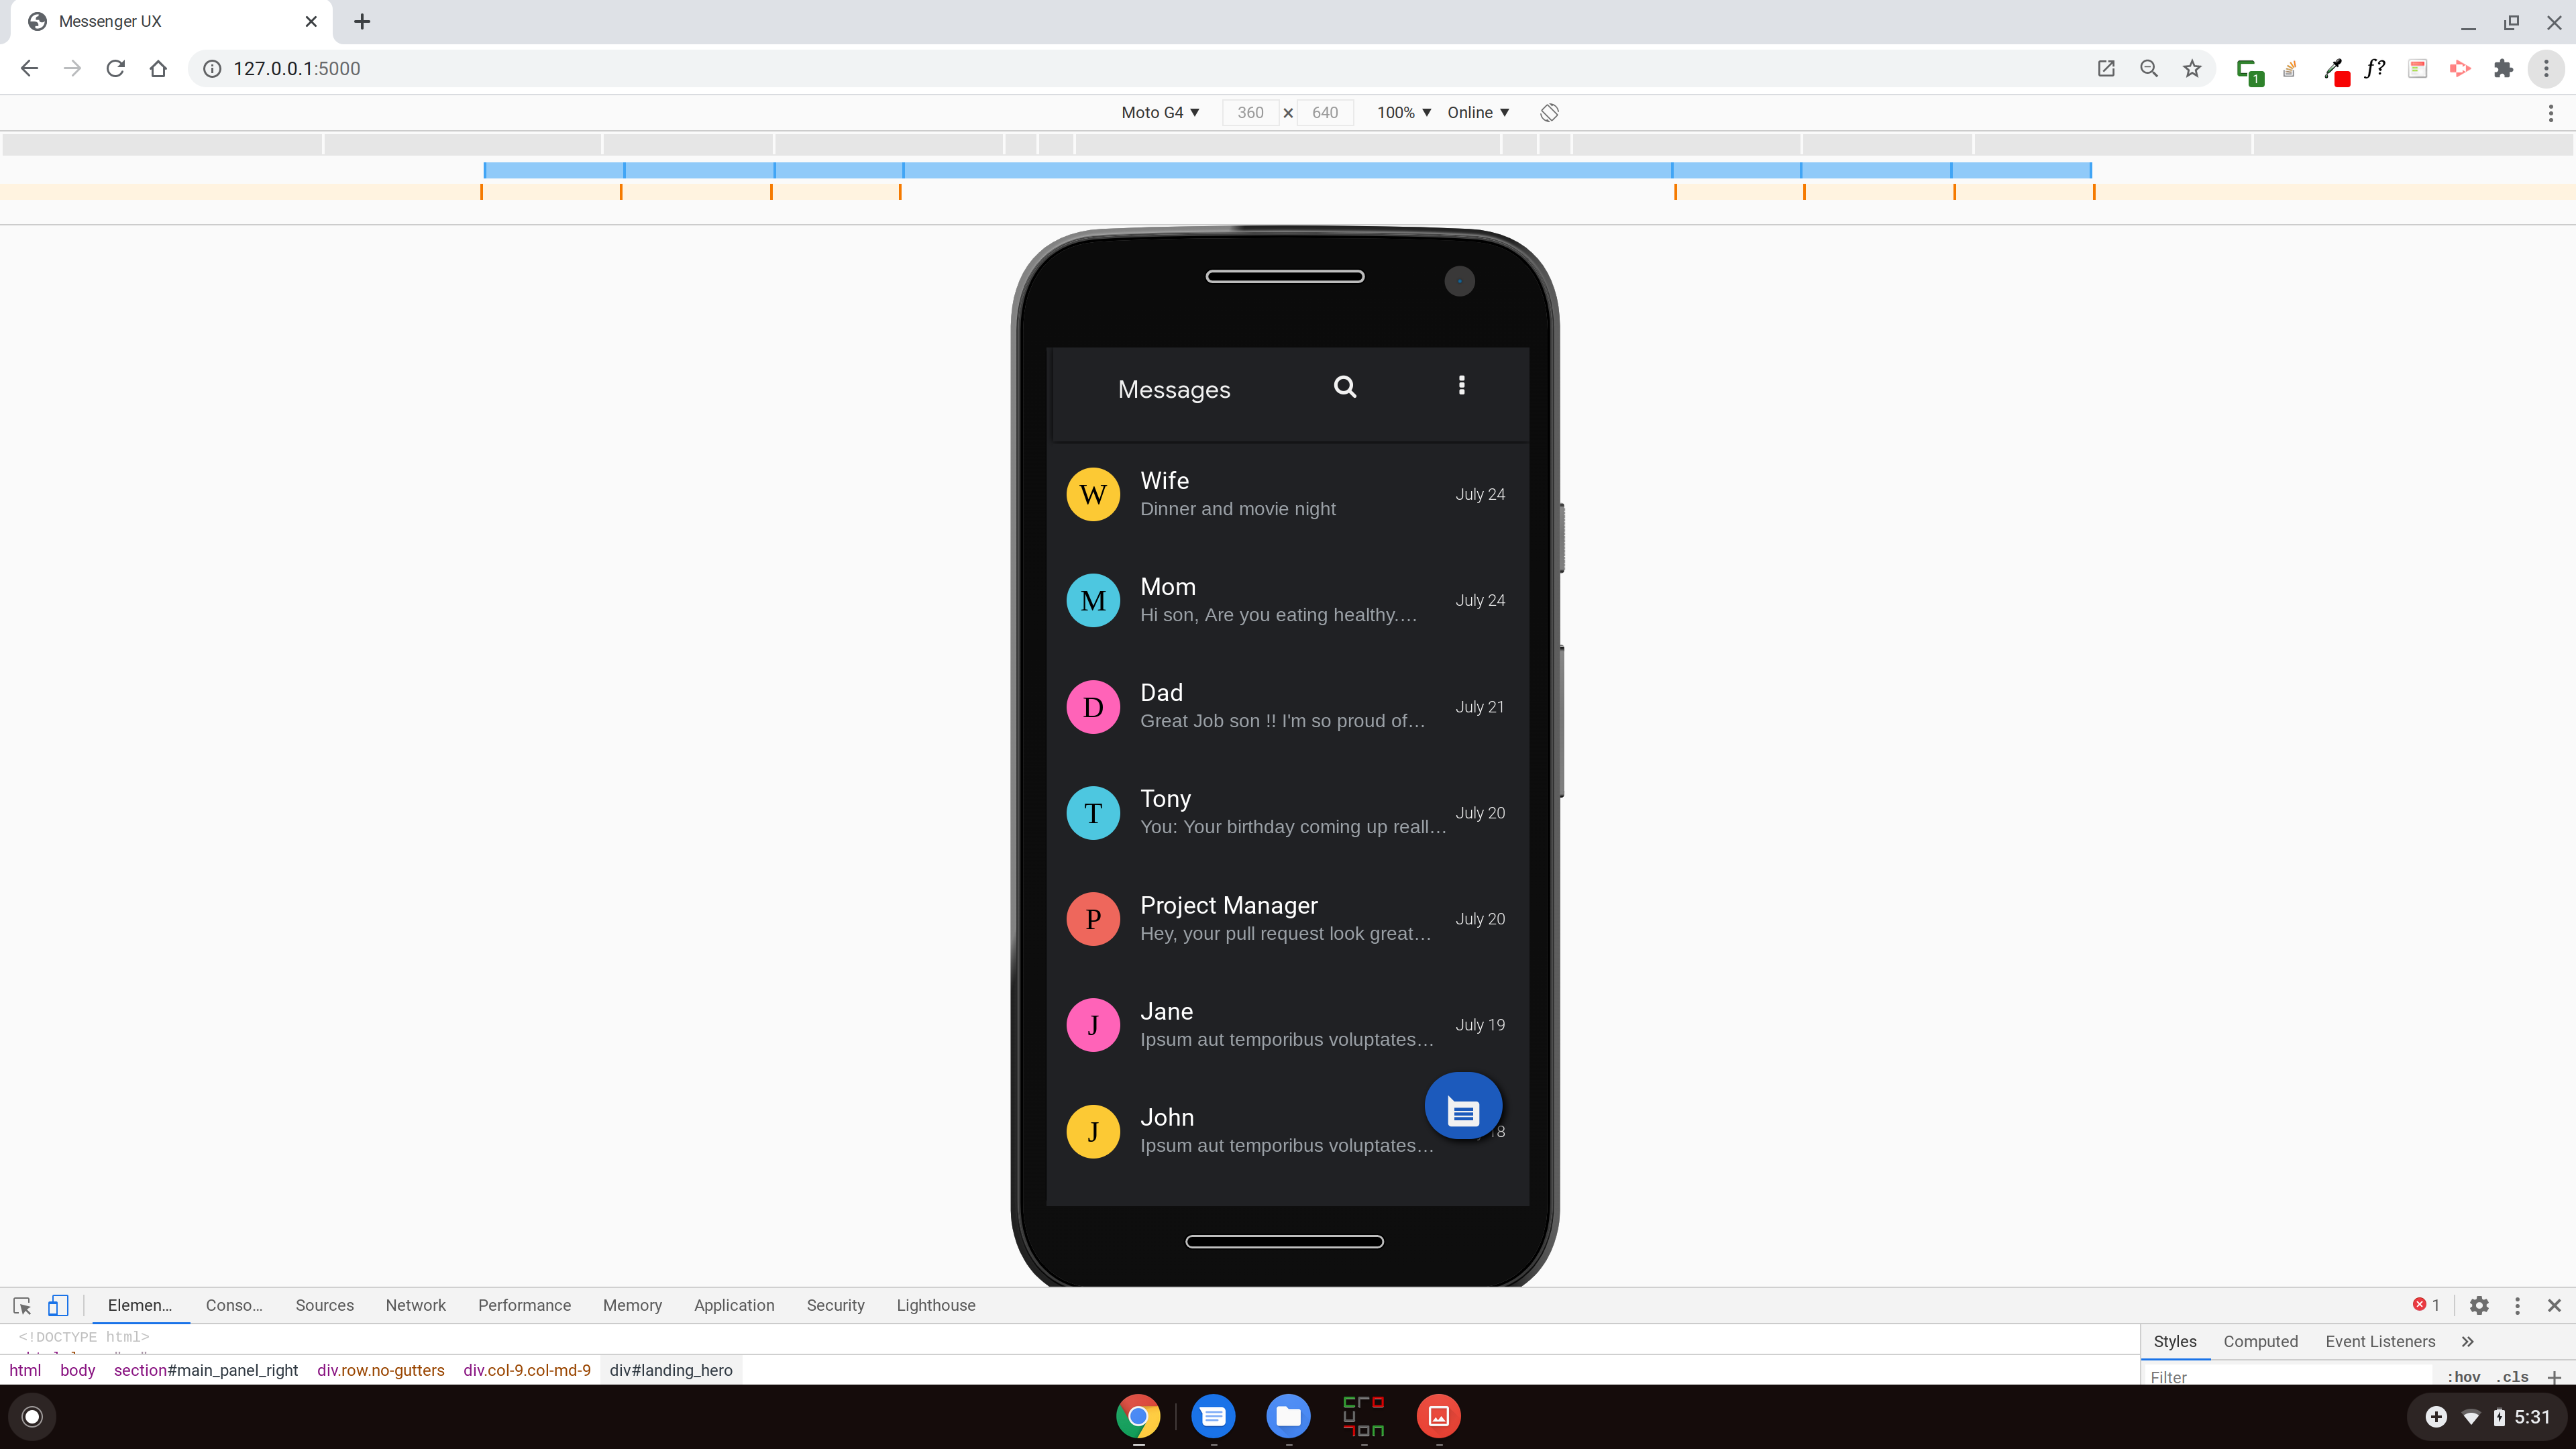 Messenger UX
127.0.0.1:5000
1
f?
Moto G4 ▼ 360 × 640 100% ▼ Online ▼
Messages
W Wife
Dinner and movie night
July 24
M Mom
Hi son, Are you eating healthy.…
July 24
D Dad
Great Job son !! I'm so proud of…
July 21
T Tony
You: Your birthday coming up reall…
July 20
P Project Manager
Hey, your pull request look great…
July 20
J Jane
Ipsum aut temporibus voluptates…
July 19
J John
Ipsum aut temporibus voluptates…
18
Elemen… Conso… Sources Network Performance Memory Application Security Lighthouse 1
<!DOCTYPE html>
Styles Computed Event Listeners »
html body section#main_panel_right div.row.no-gutters div.col-9.col-md-9 div#landing_hero
Filter :hov .cls +
5:31